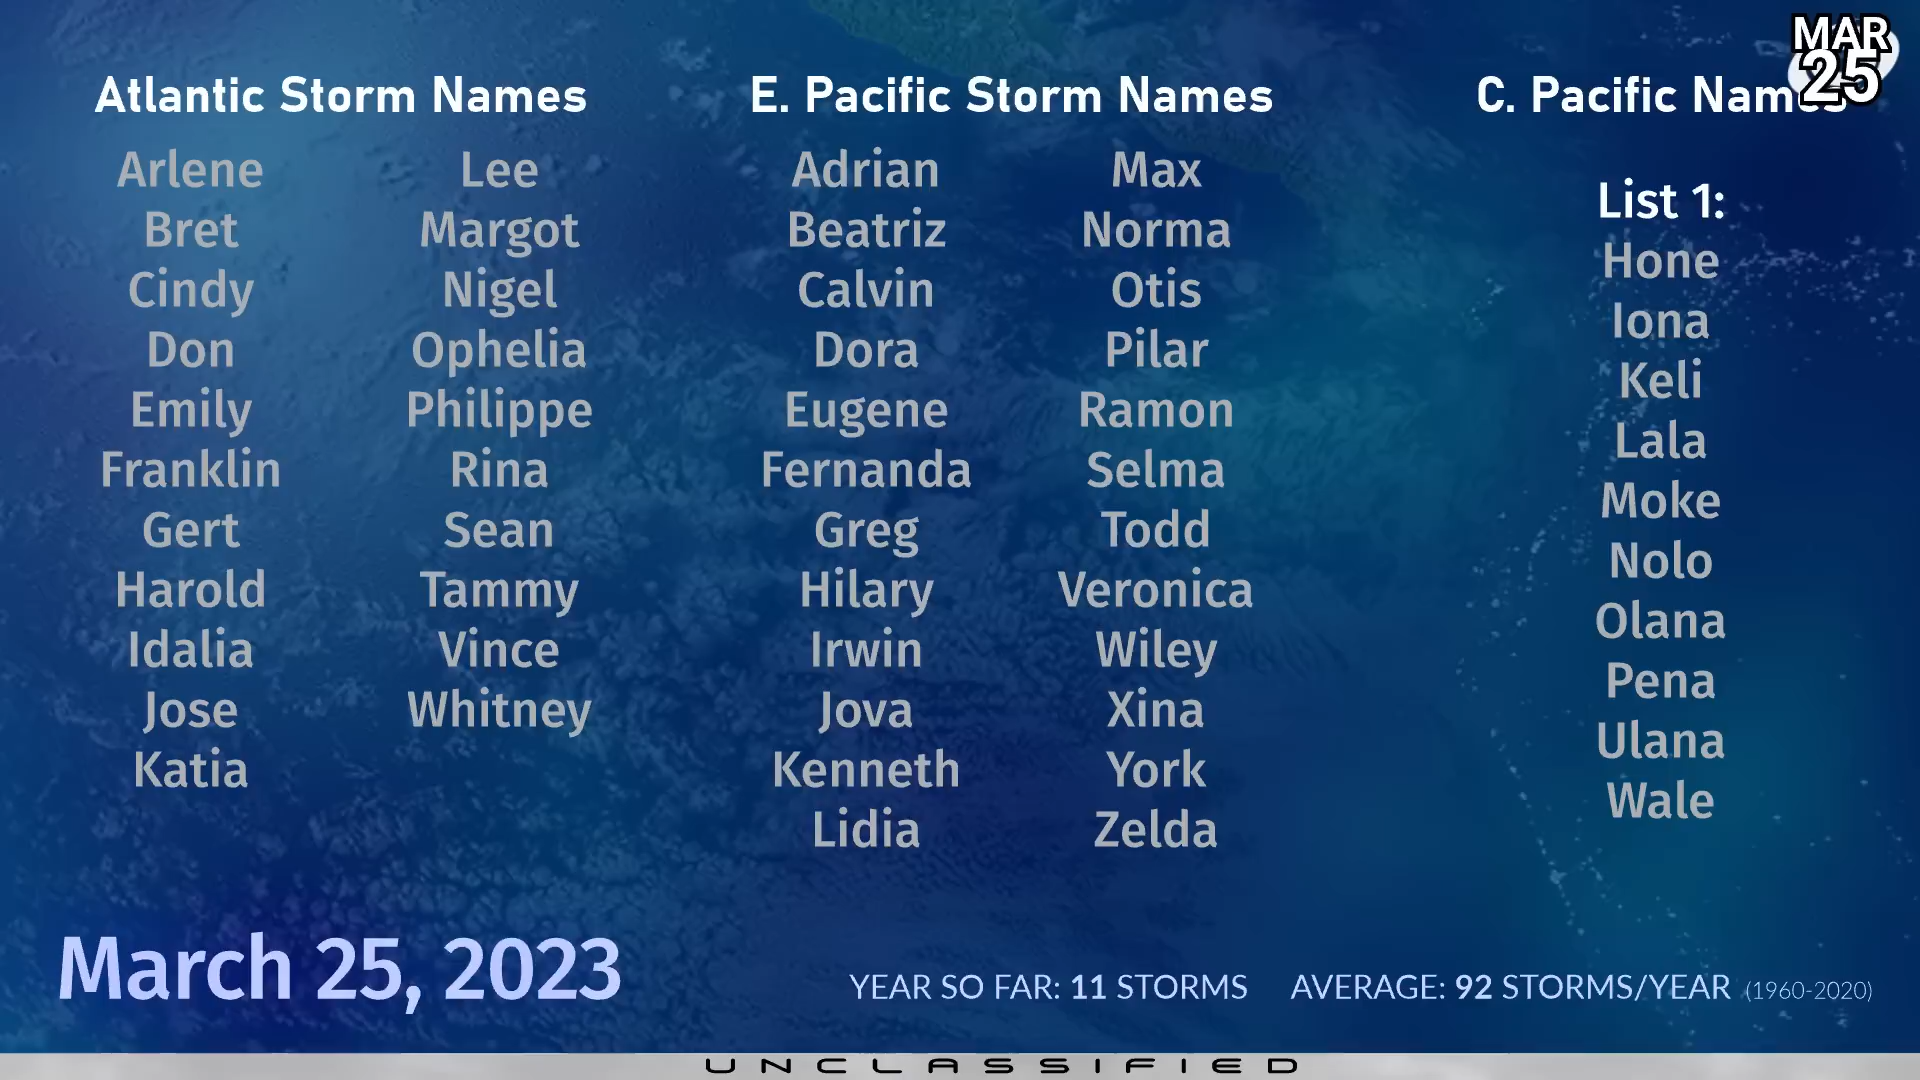 MAR
25
Atlantic Storm Names
Arlene
Bret
Cindy
Don
Emily
Franklin
Gert
Harold
Idalia
Jose
Katia
Lee
Margot
Nigel
Ophelia
Philippe
Rina
Sean
Tammy
Vince
Whitney
E. Pacific Storm Names
Adrian
Beatriz
Calvin
Dora
Eugene
Fernanda
Greg
Hilary
Irwin
Jova
Kenneth
Lidia
Max
Norma
Otis
Pilar
Ramon
Selma
Todd
Veronica
Wiley
Xina
York
Zelda
C. Pacific Names
List 1:
Hone
Iona
Keli
Lala
Moke
Nolo
Olana
Pena
Ulana
Wale
March 25, 2023
YEAR SO FAR: 11 STORMS AVERAGE: 92 STORMS/YEAR (1960-2020)
UNCLASSIFIED